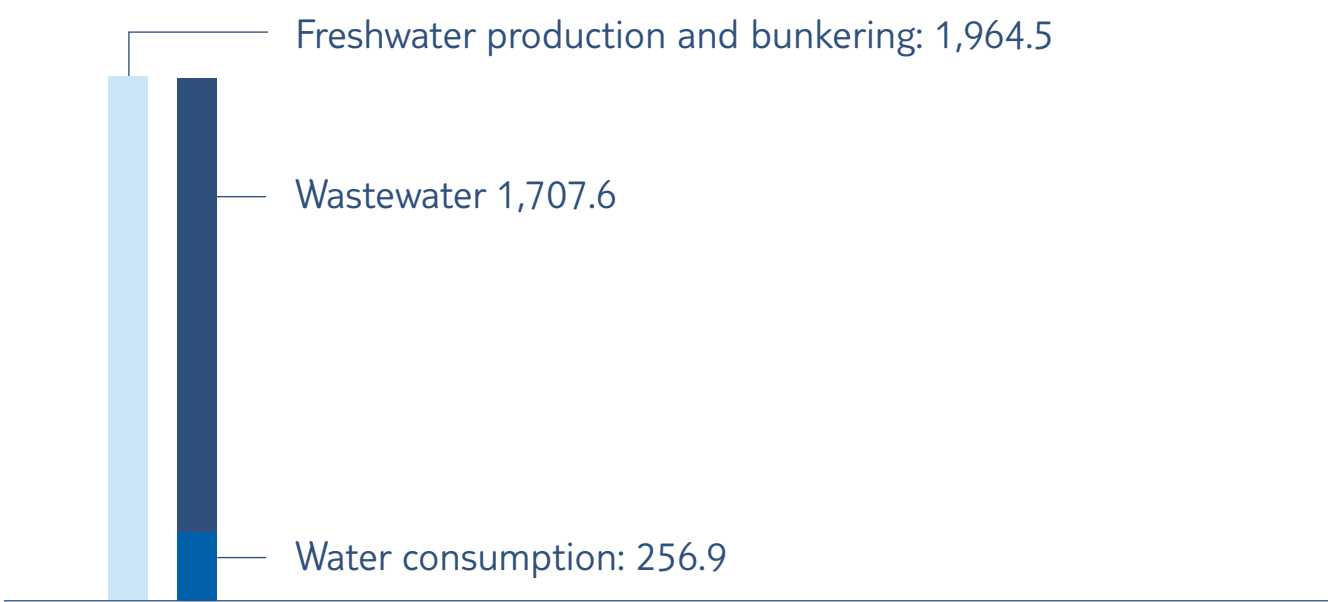 Freshwater production and bunkering: 1,964.5
Wastewater 1,707.6
Water consumption: 256.9